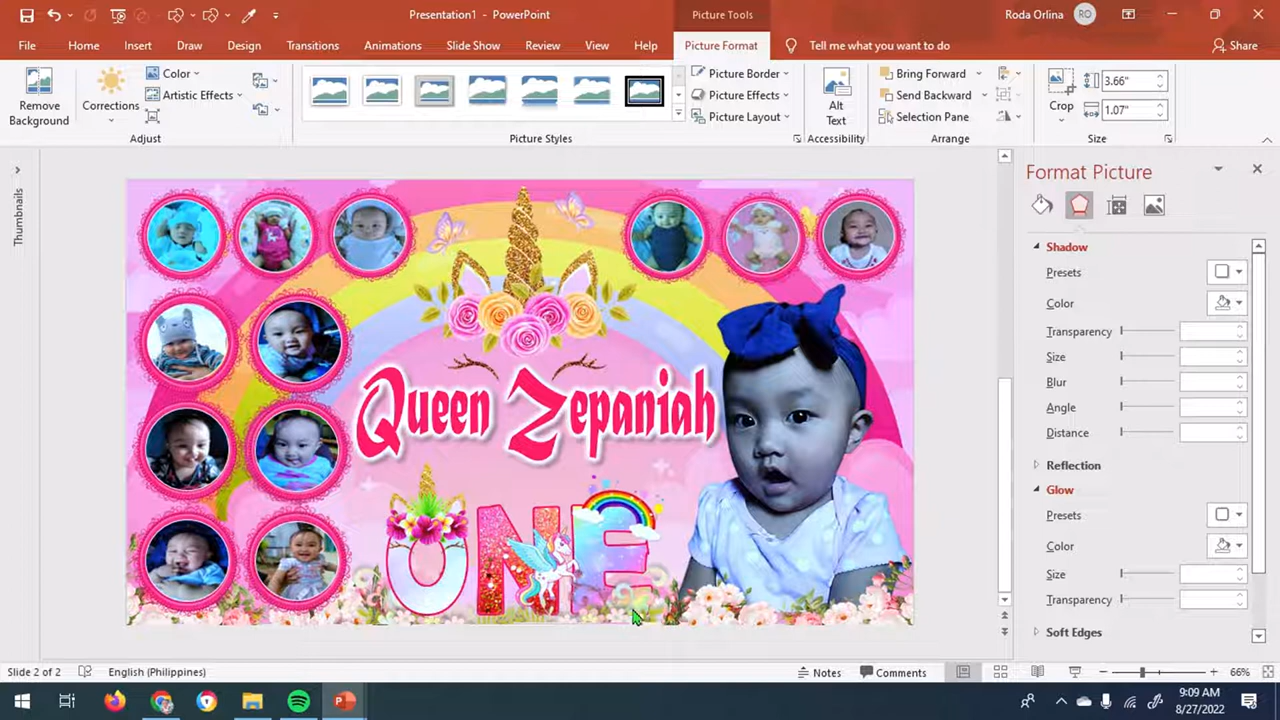 Presentation1 - PowerPoint
Picture Tools
Roda Orlina
RO
File
Home
Insert
Draw
Design
Transitions
Animations
Slide Show
Review
View
Help
Picture Format
Tell me what you want to do
Share
Remove
Background
Corrections
Color
Artistic Effects
Adjust
Picture Styles
Picture Border
Picture Effects
Picture Layout
Alt
Text
Accessibility
Bring Forward
Send Backward
Selection Pane
Arrange
Crop
3.66"
1.07"
Size
Thumbnails
Queen Zepaniah
ONE
Format Picture
Shadow
Presets
Color
Transparency
Size
Blur
Angle
Distance
Reflection
Glow
Presets
Color
Size
Transparency
Soft Edges
Slide 2 of 2
English (Philippines)
Notes
Comments
66%
9:09 AM
8/27/2022